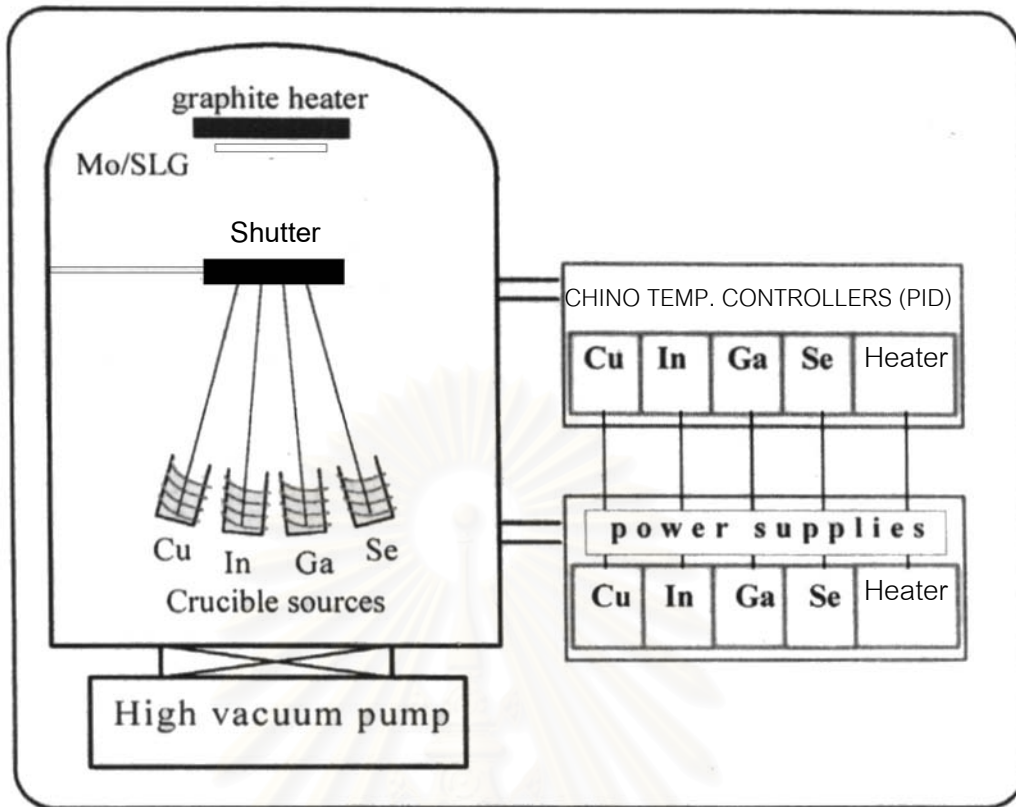 graphite heater
Mo/SLG
Shutter
Cu
In
Ga
Se
Crucible sources
High vacuum pump
CHINO TEMP. CONTROLLERS (PID)
Cu In Ga Se Heater
power supplies
Cu In Ga Se Heater